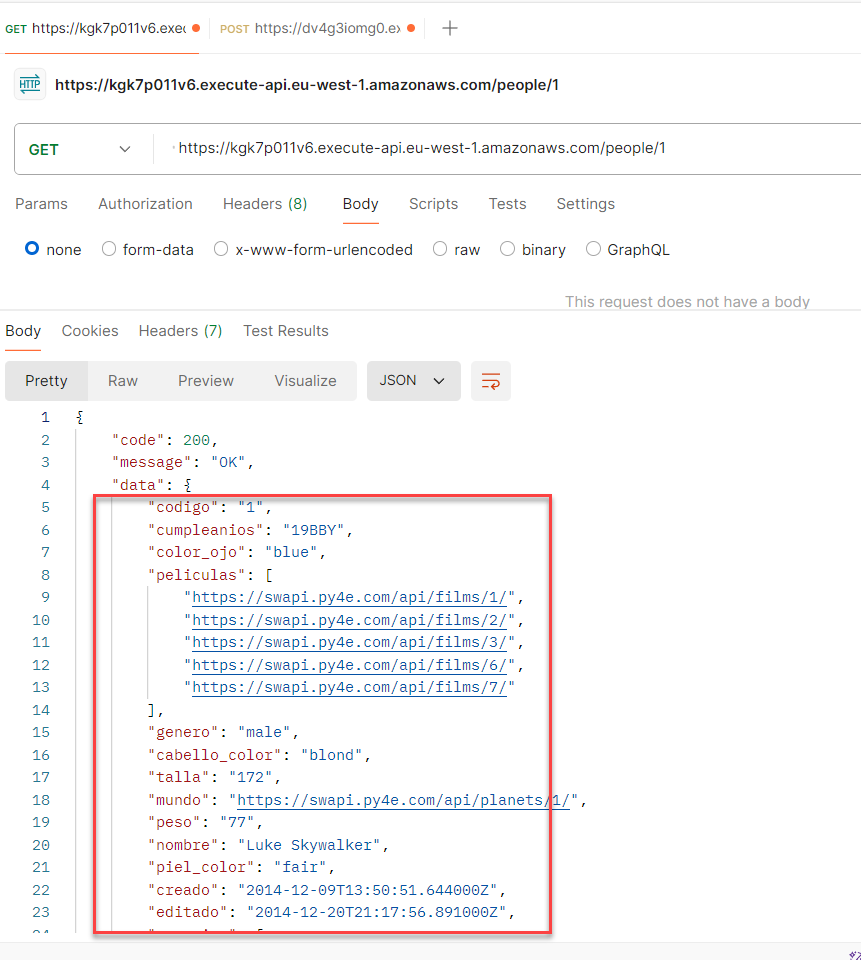 GET https://kgk7p011v6.exec POST https://dv4g3iomg0.ex
HTTP https://kgk7p011v6.execute-api.eu-west-1.amazonaws.com/people/1
GET https://kgk7p011v6.execute-api.eu-west-1.amazonaws.com/people/1
Params Authorization Headers (8) Body Scripts Tests Settings
none form-data x-www-form-urlencoded raw binary GraphQL
This request does not have a body
Body Cookies Headers (7) Test Results
Pretty Raw Preview Visualize JSON
1 {
2 "code": 200,
3 "message": "OK",
4 "data": {
5 "codigo": "1",
6 "cumpleanios": "19BBY",
7 "color_ojo": "blue",
8 "peliculas": [
9 "https://swapi.py4e.com/api/films/1/",
10 "https://swapi.py4e.com/api/films/2/",
11 "https://swapi.py4e.com/api/films/3/",
12 "https://swapi.py4e.com/api/films/6/",
13 "https://swapi.py4e.com/api/films/7/"
14 ],
15 "genero": "male",
16 "cabello_color": "blond",
17 "talla": "172",
18 "mundo": "https://swapi.py4e.com/api/planets/1/",
19 "peso": "77",
20 "nombre": "Luke Skywalker",
21 "piel_color": "fair",
22 "creado": "2014-12-09T13:50:51.644000Z",
23 "editado": "2014-12-20T21:17:56.891000Z",